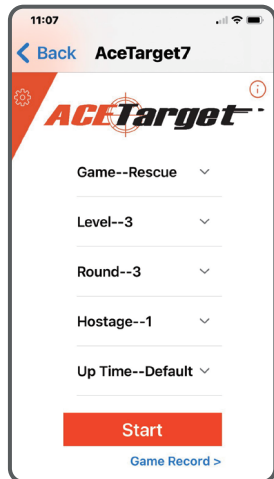 11:07
Back AceTarget7
ACETarget
Game--Rescue
Level--3
Round--3
Hostage--1
Up Time--Default
Start
Game Record >